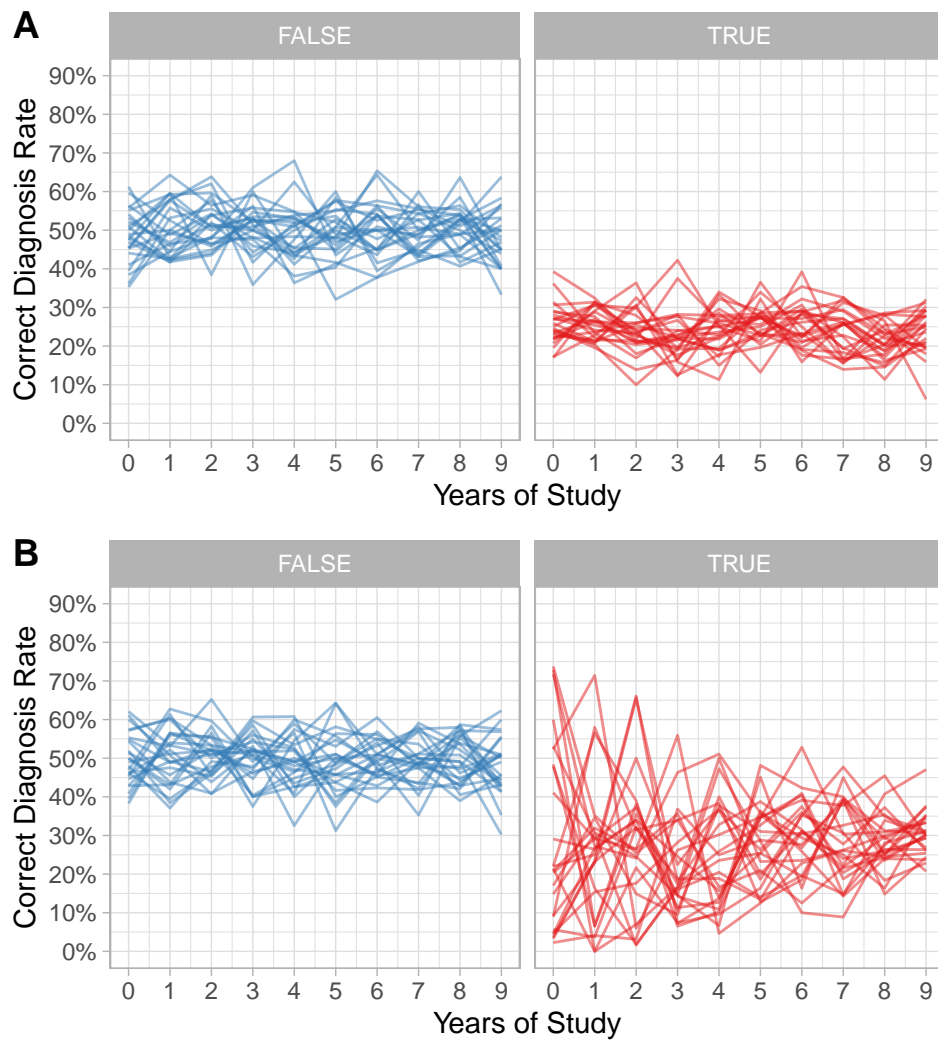 A
FALSE TRUE
90%
80%
70%
60%
50%
40%
30%
20%
10%
0%
Correct Diagnosis Rate
0 1 2 3 4 5 6 7 8 9 0 1 2 3 4 5 6 7 8 9
Years of Study
B
FALSE TRUE
90%
80%
70%
60%
50%
40%
30%
20%
10%
0%
Correct Diagnosis Rate
0 1 2 3 4 5 6 7 8 9 0 1 2 3 4 5 6 7 8 9
Years of Study